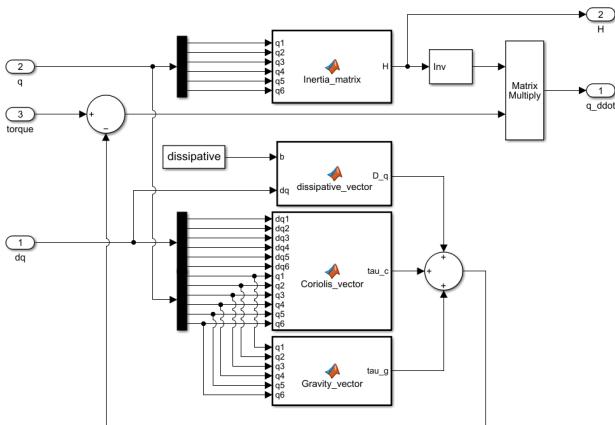 2
H
q1
q2
q3
q4
q5
q6
H
Inertia_matrix
Inv
Matrix
Multiply
2
q
1
q_ddot
3
torque
+
−
dissipative
b
dq
D_q
dissipative_vector
1
dq
dq1
dq2
dq3
dq4
dq5
dq6
q1
q2
q3
q4
q5
q6
tau_c
Coriolis_vector
+
+
+
q1
q2
q3
q4
q5
q6
tau_g
Gravity_vector